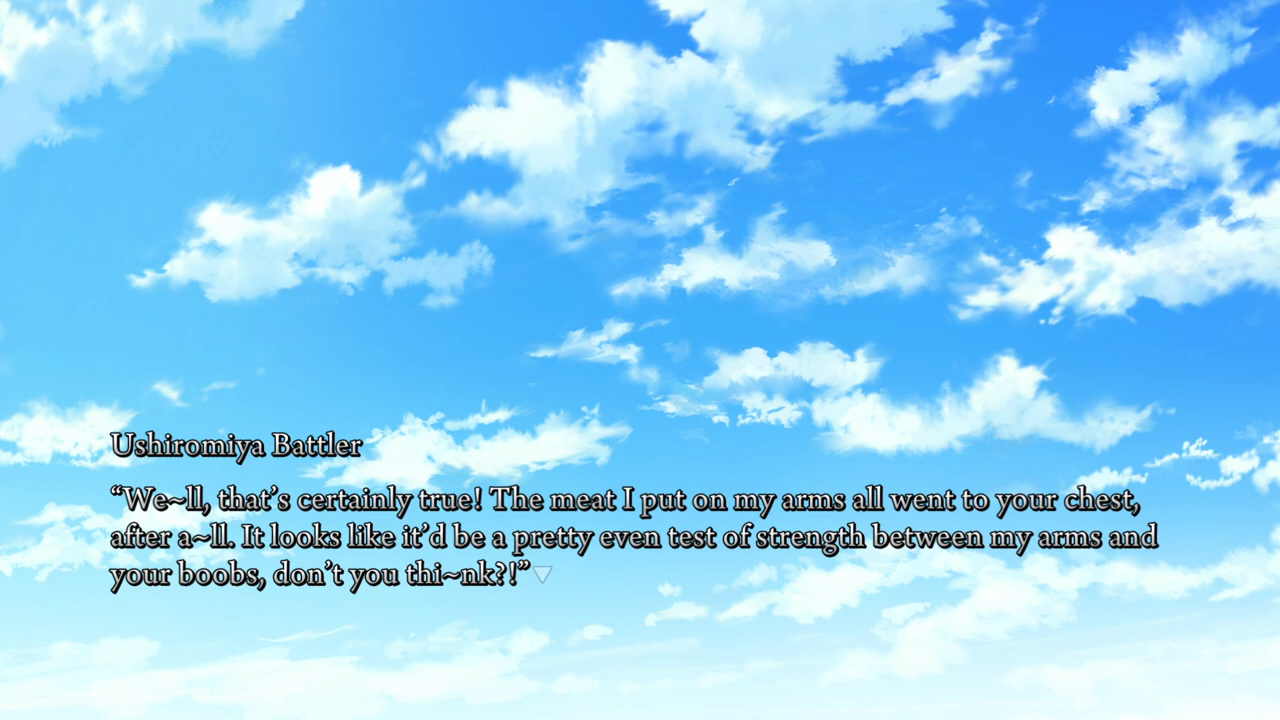 Ushiromiya Battler
“We~ll, that’s certainly true! The meat I put on my arms all went to your chest,
after a~ll. It looks like it’d be a pretty even test of strength between my arms and
your boobs, don’t you thi~nk?!”